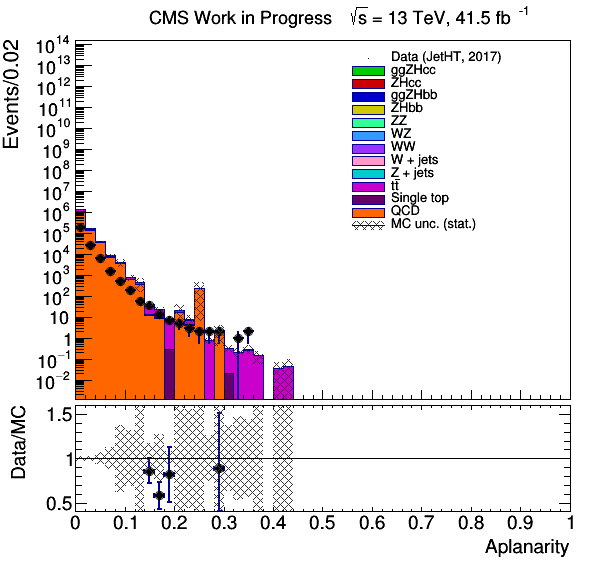 CMS Work in Progress √s = 13 TeV, 41.5 fb⁻¹
Events/0.02
10¹⁴
10¹³
10¹²
10¹¹
10¹⁰
10⁹
10⁸
10⁷
10⁶
10⁵
10⁴
10³
10²
10
1
10⁻¹
10⁻²
Data (JetHT, 2017)
ggZHcc
ZHcc
ggZHbb
ZHbb
ZZ
WZ
WW
W + jets
Z + jets
tt̄
Single top
QCD
MC unc. (stat.)
Data/MC
1.5
1
0.5
0 0.1 0.2 0.3 0.4 0.5 0.6 0.7 0.8 0.9 1
Aplanarity